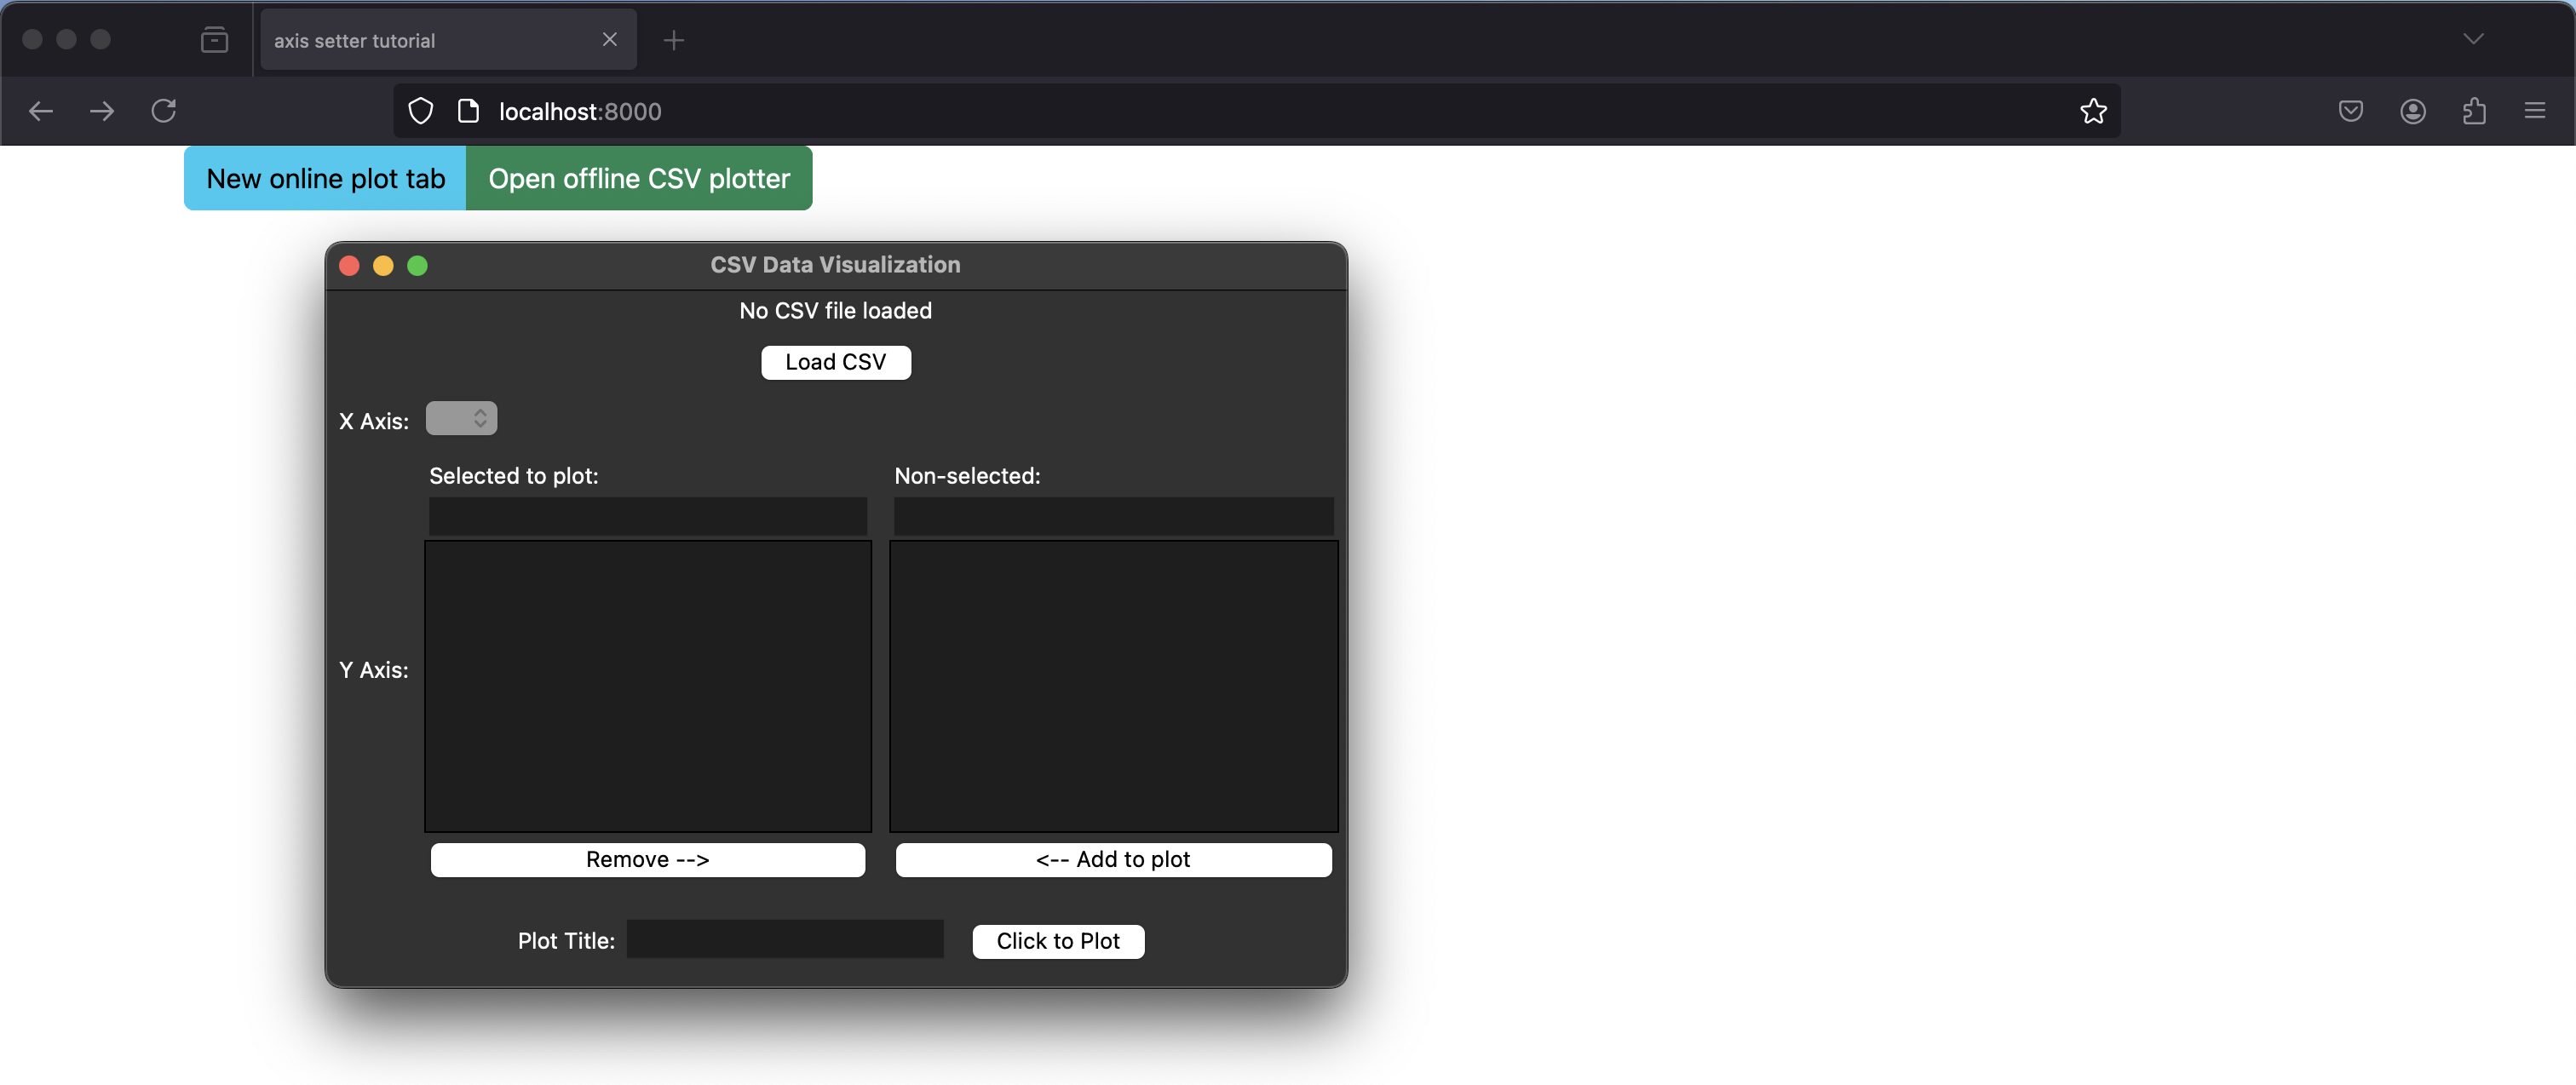 axis setter tutorial
localhost:8000
New online plot tab
Open offline CSV plotter
CSV Data Visualization
No CSV file loaded
Load CSV
X Axis:
Selected to plot:
Non-selected:
Y Axis:
Remove -->
<-- Add to plot
Plot Title:
Click to Plot